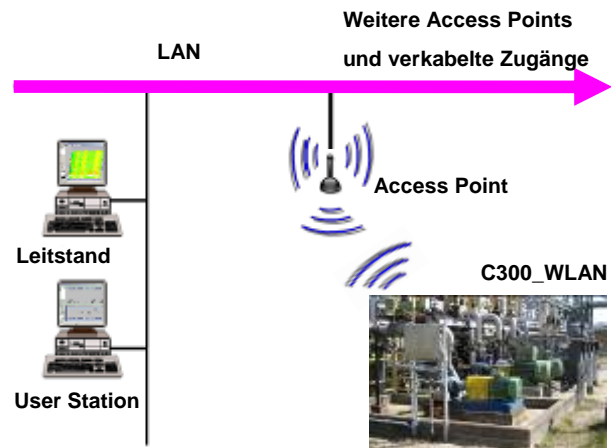 Weitere Access Points
LAN
und verkabelte Zugänge
Access Point
Leitstand
C300_WLAN
User Station